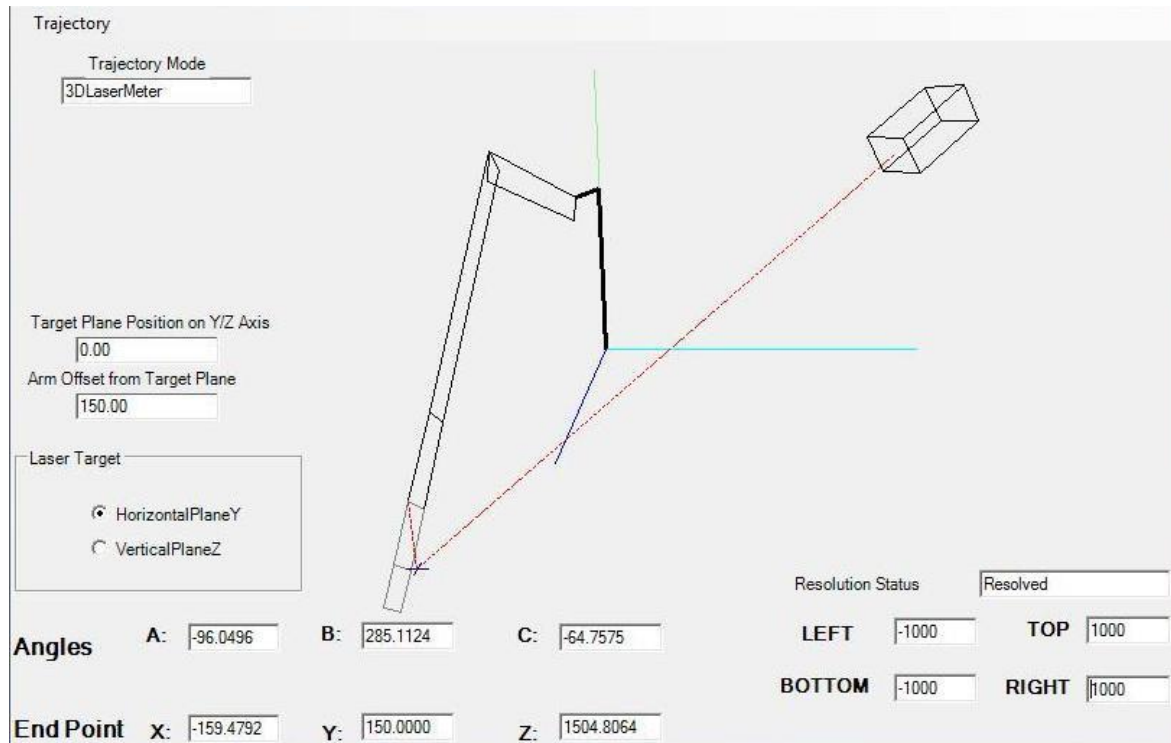 Trajectory
Trajectory Mode
3DLaserMeter
Target Plane Position on Y/Z Axis
0.00
Arm Offset from Target Plane
150.00
Laser Target
HorizontalPlaneY
VerticalPlaneZ
Resolution Status Resolved
Angles A: -96.0496 B: 285.1124 C: -64.7575
LEFT -1000 TOP 1000
BOTTOM -1000 RIGHT 1000
End Point X: -159.4792 Y: 150.0000 Z: 1504.8064